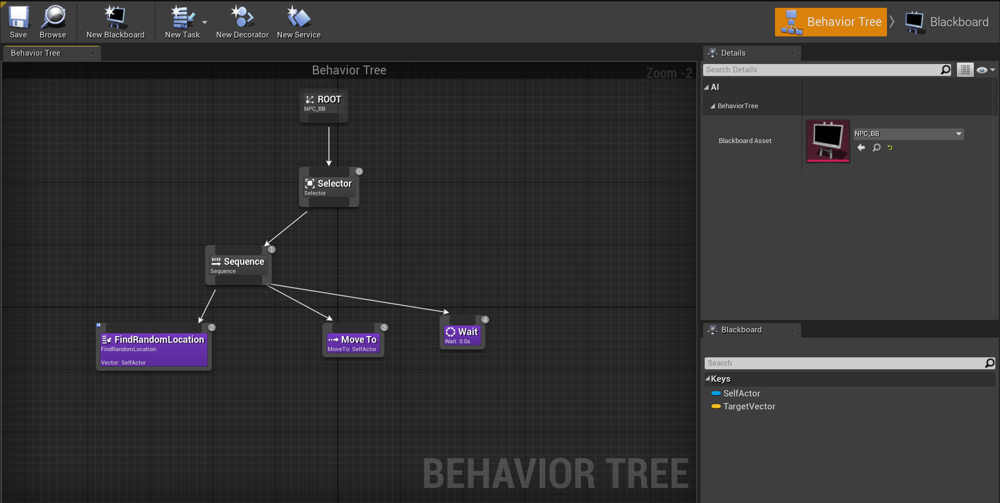 Save
Browse
New Blackboard
New Task
New Decorator
New Service
Behavior Tree
Blackboard
Behavior Tree
Behavior Tree
Zoom -2
ROOT
NPC_BB
0
Selector
Selector
1
Sequence
Sequence
2
FindRandomLocation
FindRandomLocation:
Vector: SelfActor
3
Move To
MoveTo: SelfActor
4
Wait
Wait: 0.0s
BEHAVIOR TREE
Details
Search Details
AI
BehaviorTree
Blackboard Asset
NPC_BB
Blackboard
Search
Keys
SelfActor
TargetVector